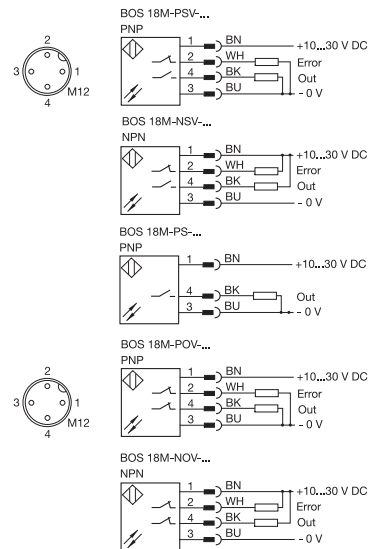 BOS 18M-PSV-...
PNP
2
3 1
4 M12
1 BN +10...30 V DC
2 WH Error
4 BK Out
3 BU - 0 V
BOS 18M-NSV-...
NPN
1 BN +10...30 V DC
2 WH Error
4 BK Out
3 BU - 0 V
BOS 18M-PS-...
PNP
1 BN +10...30 V DC
4 BK Out
3 BU - 0 V
BOS 18M-POV-...
PNP
2
3 1
4 M12
1 BN +10...30 V DC
2 WH Error
4 BK Out
3 BU - 0 V
BOS 18M-NOV-...
NPN
1 BN +10...30 V DC
2 WH Error
4 BK Out
3 BU - 0 V